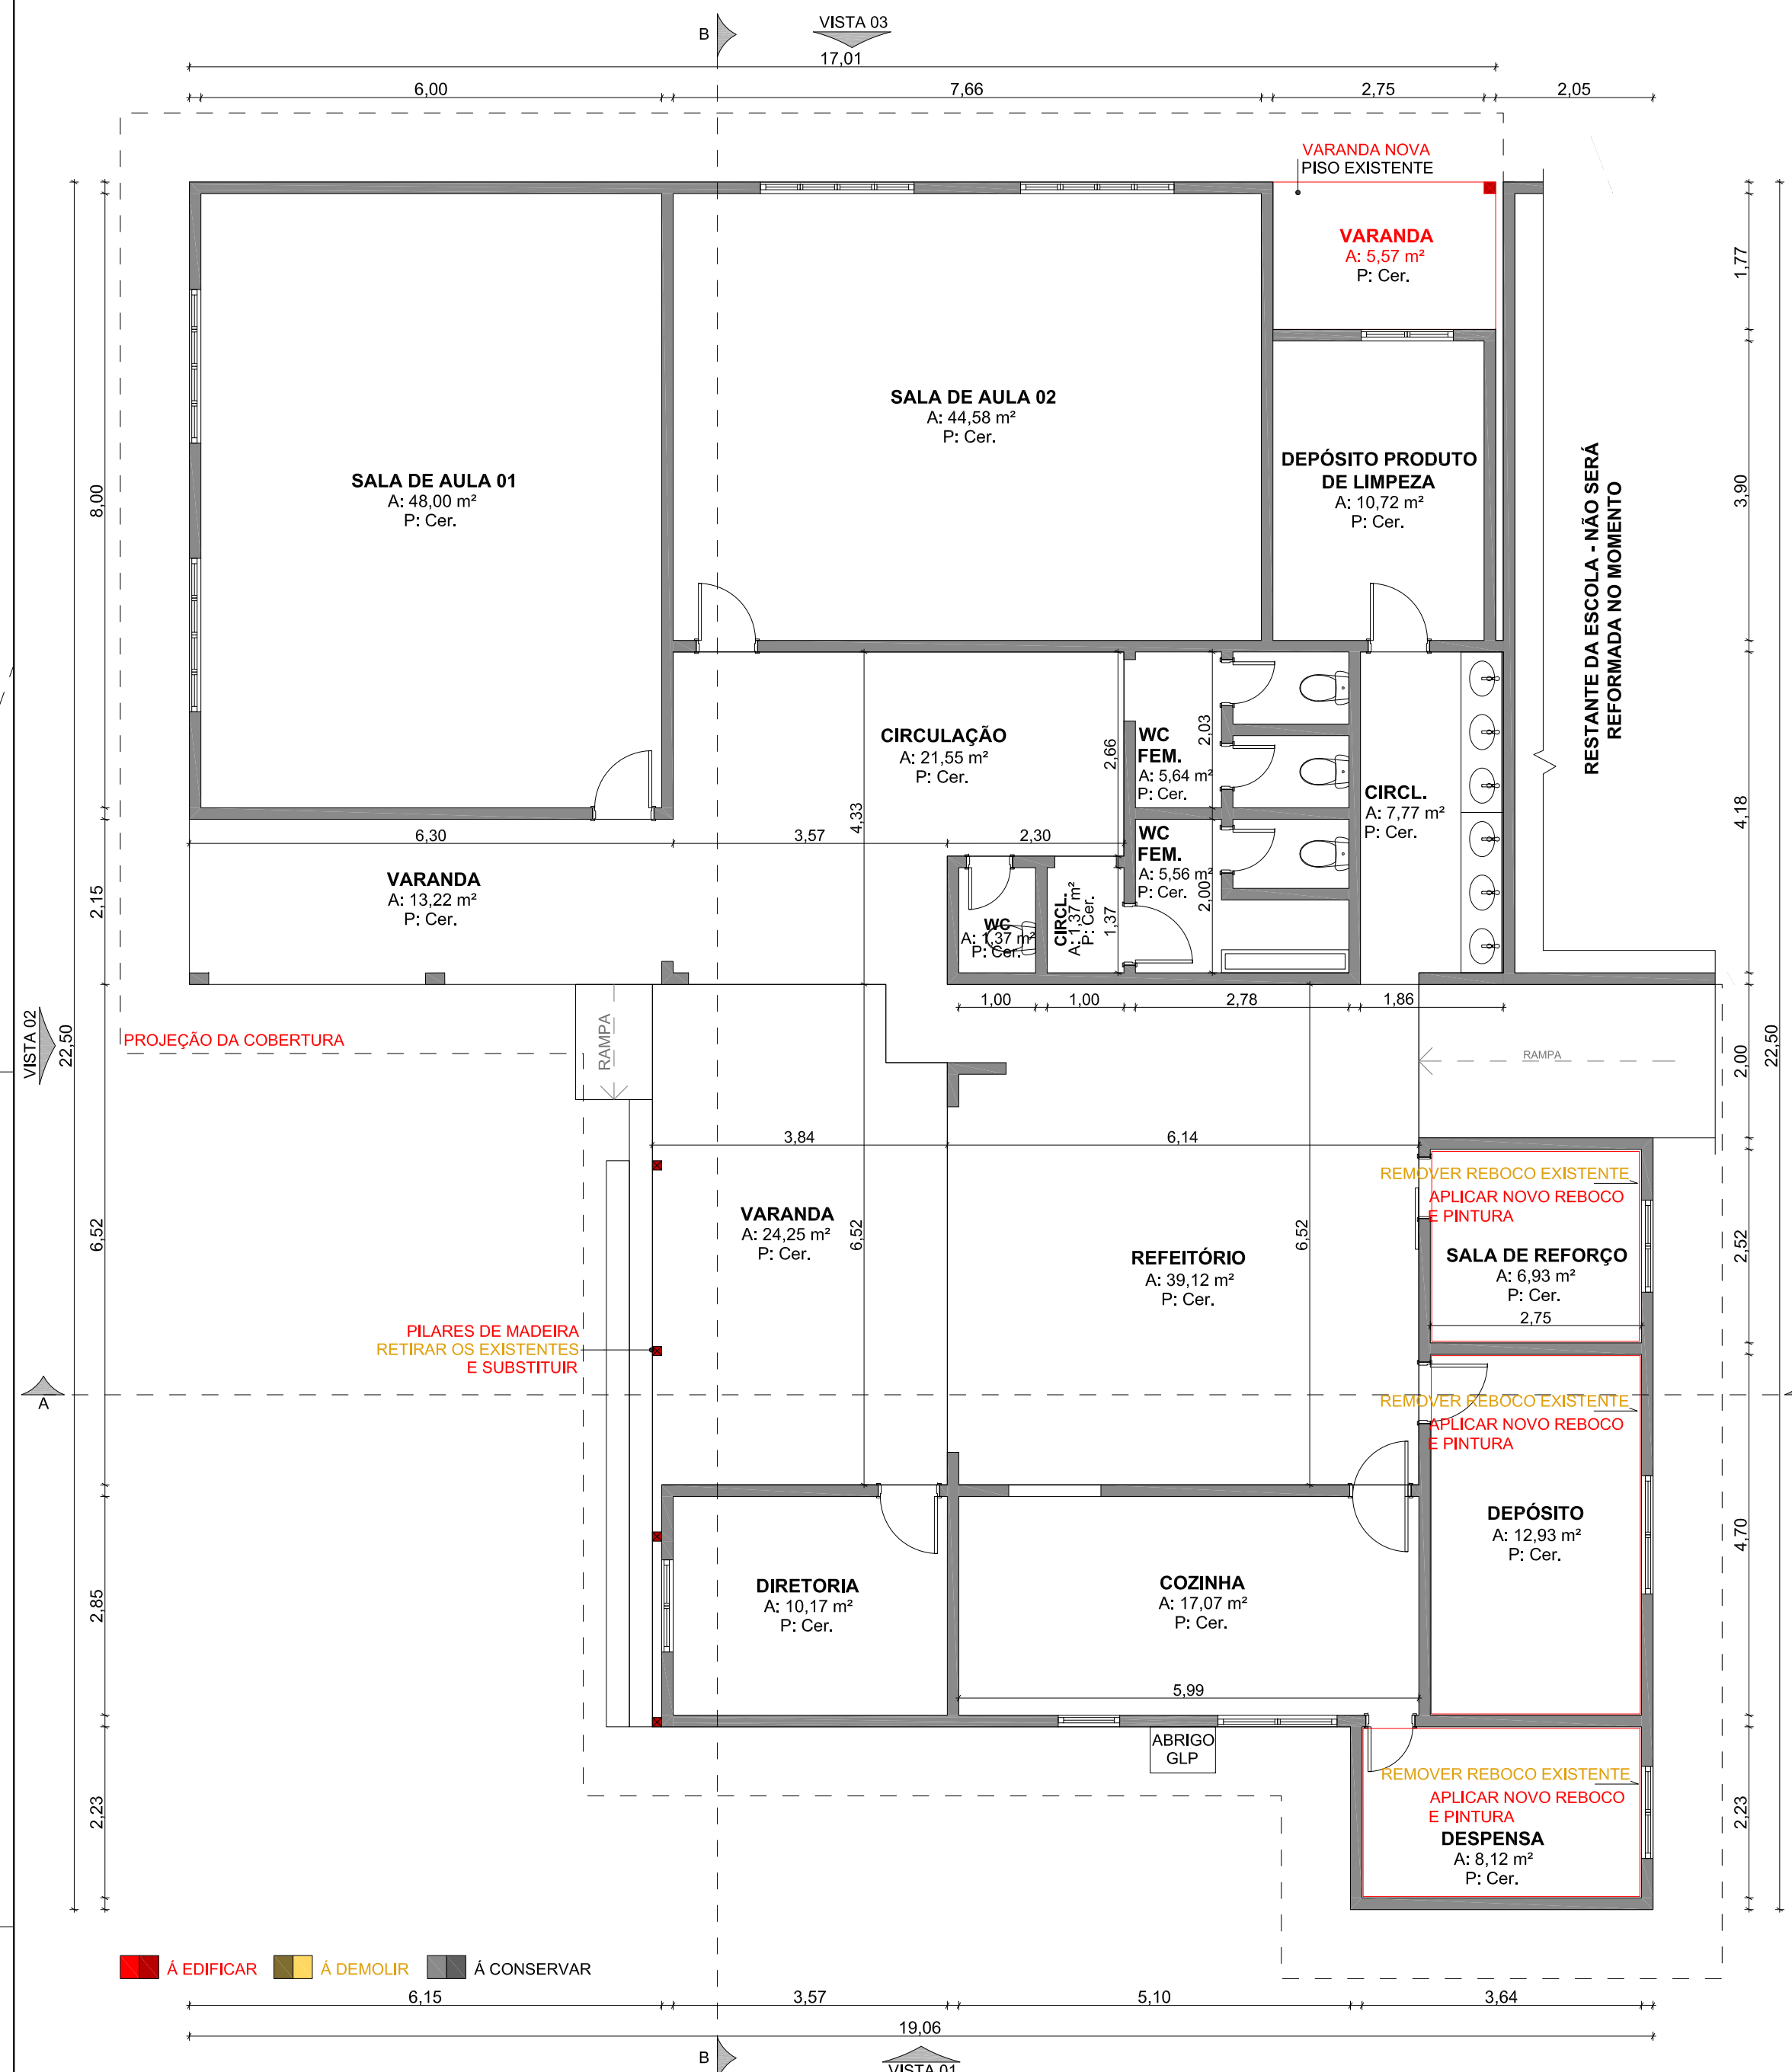 B
VISTA 03
17,01
6,00
7,66
2,75
2,05
VARANDA NOVA
PISO EXISTENTE
VARANDA
A: 5,57 m²
P: Cer.
1,77
SALA DE AULA 02
A: 44,58 m²
P: Cer.
SALA DE AULA 01
A: 48,00 m²
P: Cer.
8,00
DEPÓSITO PRODUTO
DE LIMPEZA
A: 10,72 m²
P: Cer.
3,90
RESTANTE DA ESCOLA - NÃO SERÁ
REFORMADA NO MOMENTO
CIRCULAÇÃO
A: 21,55 m²
P: Cer.
4,33
2,66
WC
FEM.
A: 5,64 m²
P: Cer.
2,03
CIRCL.
A: 7,77 m²
P: Cer.
4,18
6,30
3,57
2,30
WC
FEM.
A: 5,56 m²
P: Cer.
2,00
VARANDA
A: 13,22 m²
P: Cer.
2,15
WC
A: 1,37 m²
P: Cer.
CIRCL.
A: 1,37 m²
P: Cer.
1,37
1,00
1,00
2,78
1,86
VISTA 02
22,50
PROJEÇÃO DA COBERTURA
RAMPA
RAMPA
2,00
22,50
3,84
6,14
REMOVER REBOCO EXISTENTE
APLICAR NOVO REBOCO
E PINTURA
SALA DE REFORÇO
A: 6,93 m²
P: Cer.
2,75
2,52
6,52
VARANDA
A: 24,25 m²
P: Cer.
6,52
REFEITÓRIO
A: 39,12 m²
P: Cer.
6,52
PILARES DE MADEIRA
RETIRAR OS EXISTENTES
E SUBSTITUIR
A
REMOVER REBOCO EXISTENTE
APLICAR NOVO REBOCO
E PINTURA
DEPÓSITO
A: 12,93 m²
P: Cer.
4,70
DIRETORIA
A: 10,17 m²
P: Cer.
COZINHA
A: 17,07 m²
P: Cer.
2,85
5,99
ABRIGO
GLP
REMOVER REBOCO EXISTENTE
APLICAR NOVO REBOCO
E PINTURA
DESPENSA
A: 8,12 m²
P: Cer.
2,23
2,23
Á EDIFICAR
Á DEMOLIR
Á CONSERVAR
6,15
3,57
5,10
3,64
19,06
B
VISTA 01